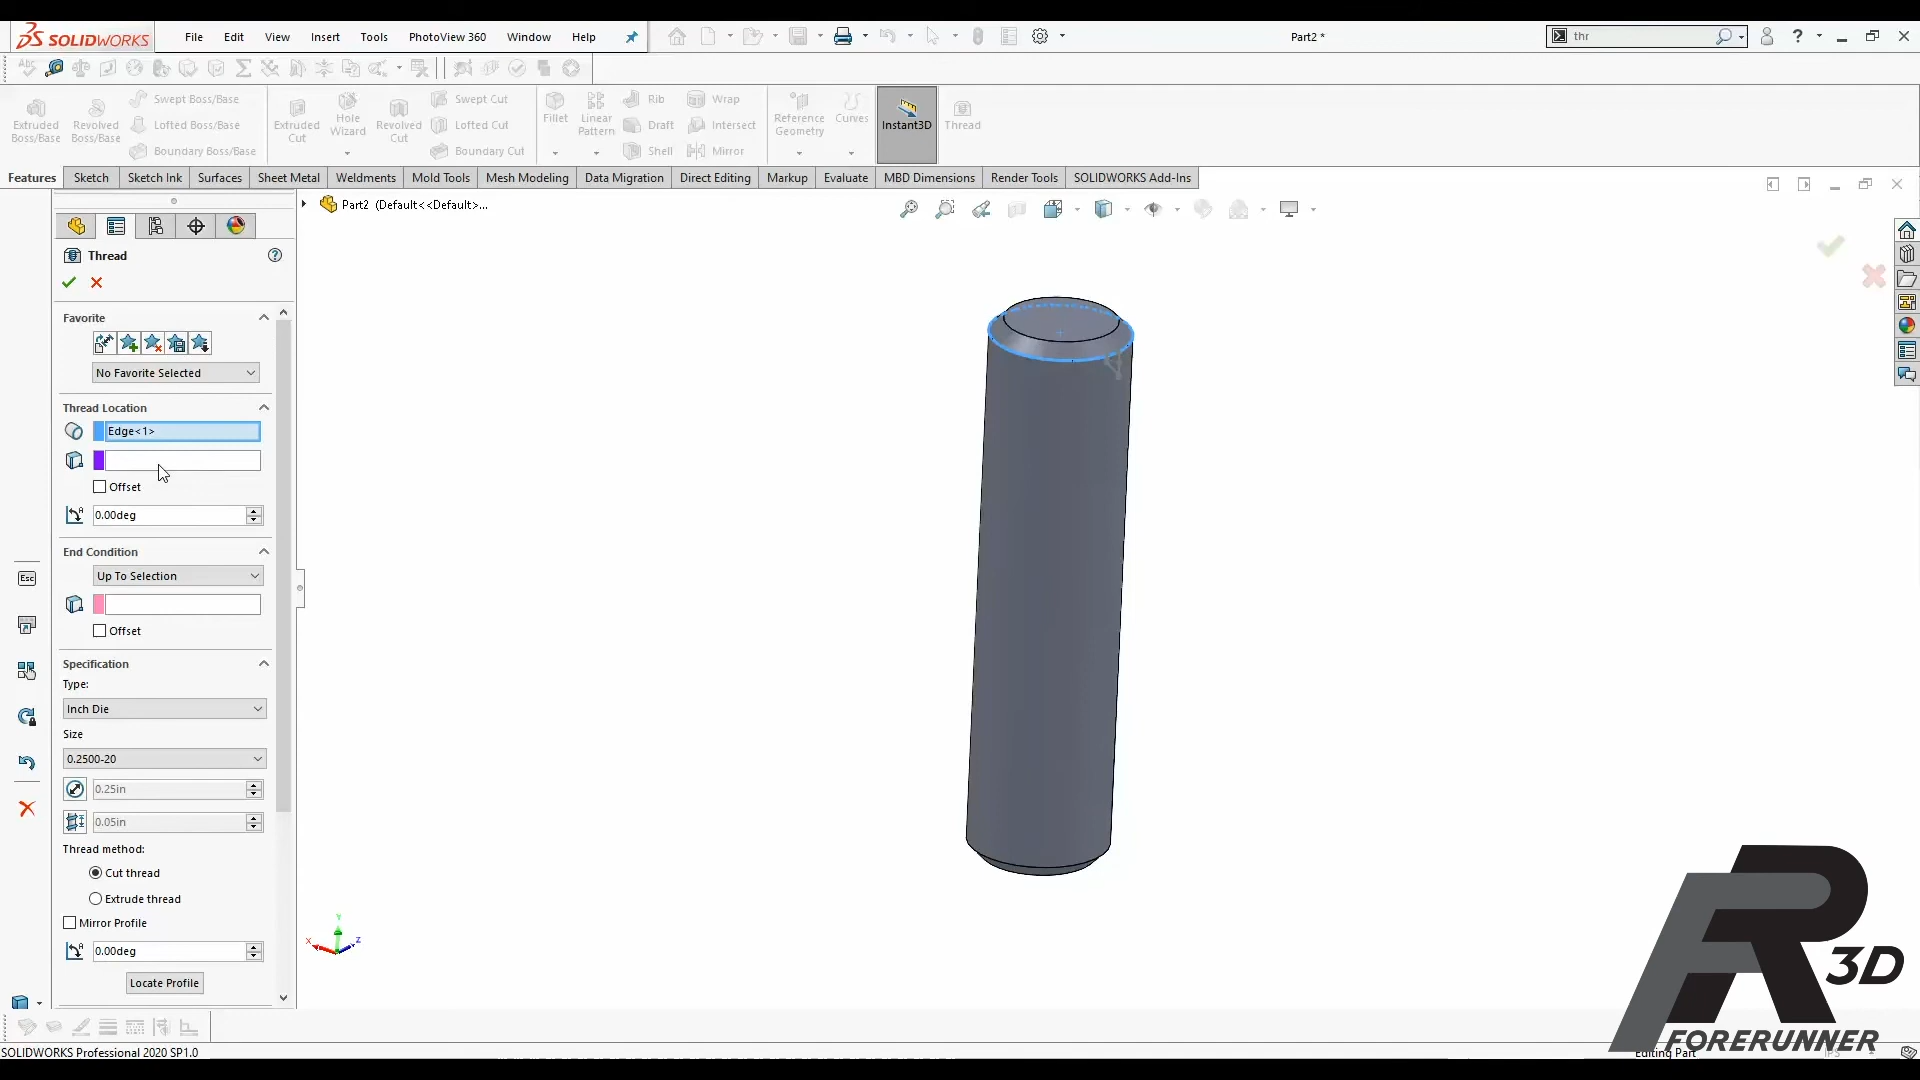 SOLIDWORKS
File Edit View Insert Tools PhotoView 360 Window Help
Part2 *
thr
Extruded Boss/Base
Revolved Boss/Base
Swept Boss/Base
Lofted Boss/Base
Boundary Boss/Base
Extruded Cut
Hole Wizard
Revolved Cut
Swept Cut
Lofted Cut
Boundary Cut
Fillet
Linear Pattern
Rib
Draft
Shell
Wrap
Intersect
Mirror
Reference Geometry
Curves
Instant3D
Thread
Features Sketch Sketch Ink Surfaces Sheet Metal Weldments Mold Tools Mesh Modeling Data Migration Direct Editing Markup Evaluate MBD Dimensions Render Tools SOLIDWORKS Add-Ins
Part2 (Default<<Default>...
Thread
Favorite
No Favorite Selected
Thread Location
Edge<1>
Offset
0.00deg
End Condition
Up To Selection
Offset
Esc
Specification
Type:
Inch Die
Size
0.2500-20
0.25in
0.05in
Thread method:
Cut thread
Extrude thread
Mirror Profile
0.00deg
Locate Profile
Y
X
Z
FR 3D
FORERUNNER
SOLIDWORKS Professional 2020 SP1.0
Editing Part
IPS